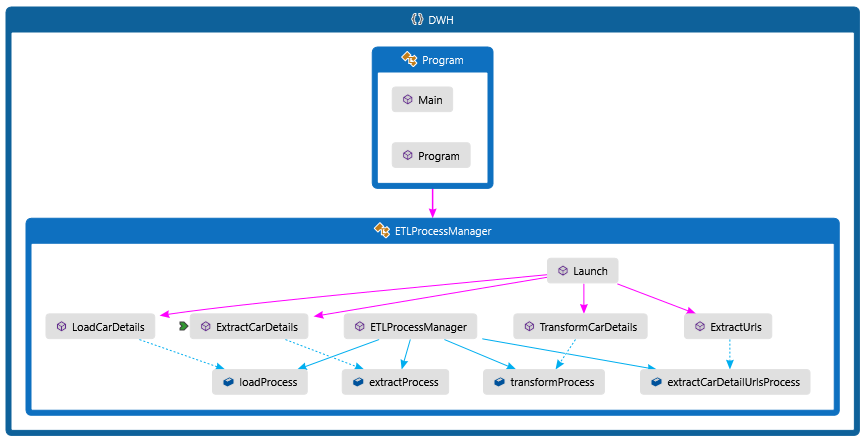 DWH
Program
Main
Program
ETLProcessManager
Launch
LoadCarDetails
ExtractCarDetails
ETLProcessManager
TransformCarDetails
ExtractUrls
loadProcess
extractProcess
transformProcess
extractCarDetailUrlsProcess